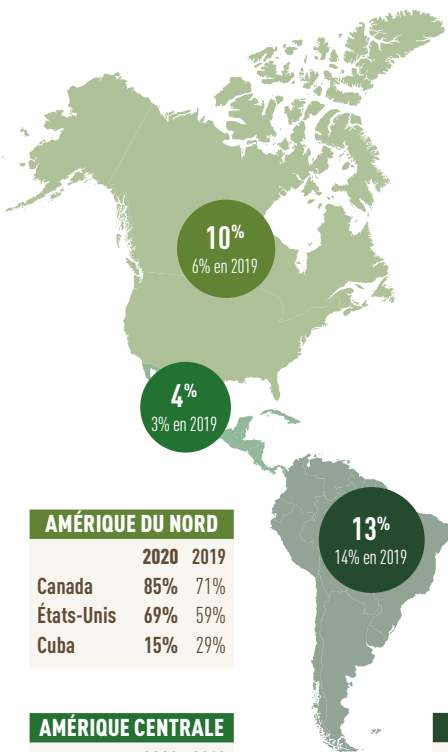 10%
6% en 2019
4%
3% en 2019
13%
14% en 2019
AMÉRIQUE DU NORD
2020 2019
Canada 85% 71%
États-Unis 69% 59%
Cuba 15% 29%
AMÉRIQUE CENTRALE